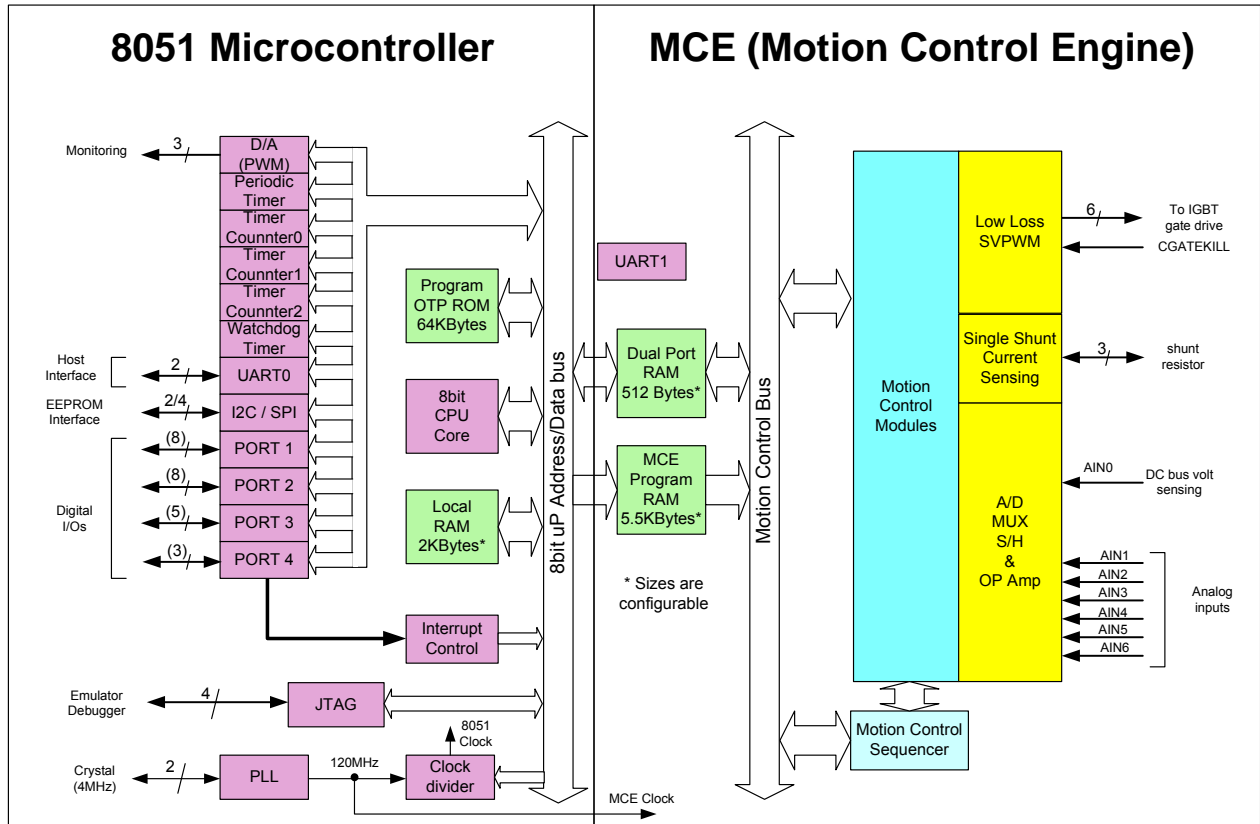 8051 Microcontroller
MCE (Motion Control Engine)
Monitoring
3
D/A
(PWM)
Periodic
Timer
Timer
Counnter0
Timer
Counnter1
Timer
Counnter2
Watchdog
Timer
Host
Interface
2
UART0
EEPROM
Interface
2/4
I2C / SPI
Digital
I/Os
(8)
PORT 1
(8)
PORT 2
(5)
PORT 3
(3)
PORT 4
Program
OTP ROM
64KBytes
8bit
CPU
Core
Local
RAM
2KBytes*
Interrupt
Control
Emulator
Debugger
4
JTAG
Crystal
(4MHz)
2
PLL
120MHz
8051
Clock
Clock
divider
MCE Clock
8bit uP Address/Data bus
UART1
Dual Port
RAM
512 Bytes*
MCE
Program
RAM
5.5KBytes*
* Sizes are
configurable
Motion Control Bus
Motion
Control
Modules
Low Loss
SVPWM
6
To IGBT
gate drive
CGATEKILL
Single Shunt
Current
Sensing
3
shunt
resistor
A/D
MUX
S/H
&
OP Amp
AIN0
DC bus volt
sensing
AIN1
AIN2
AIN3
AIN4
AIN5
AIN6
Analog
inputs
Motion Control
Sequencer